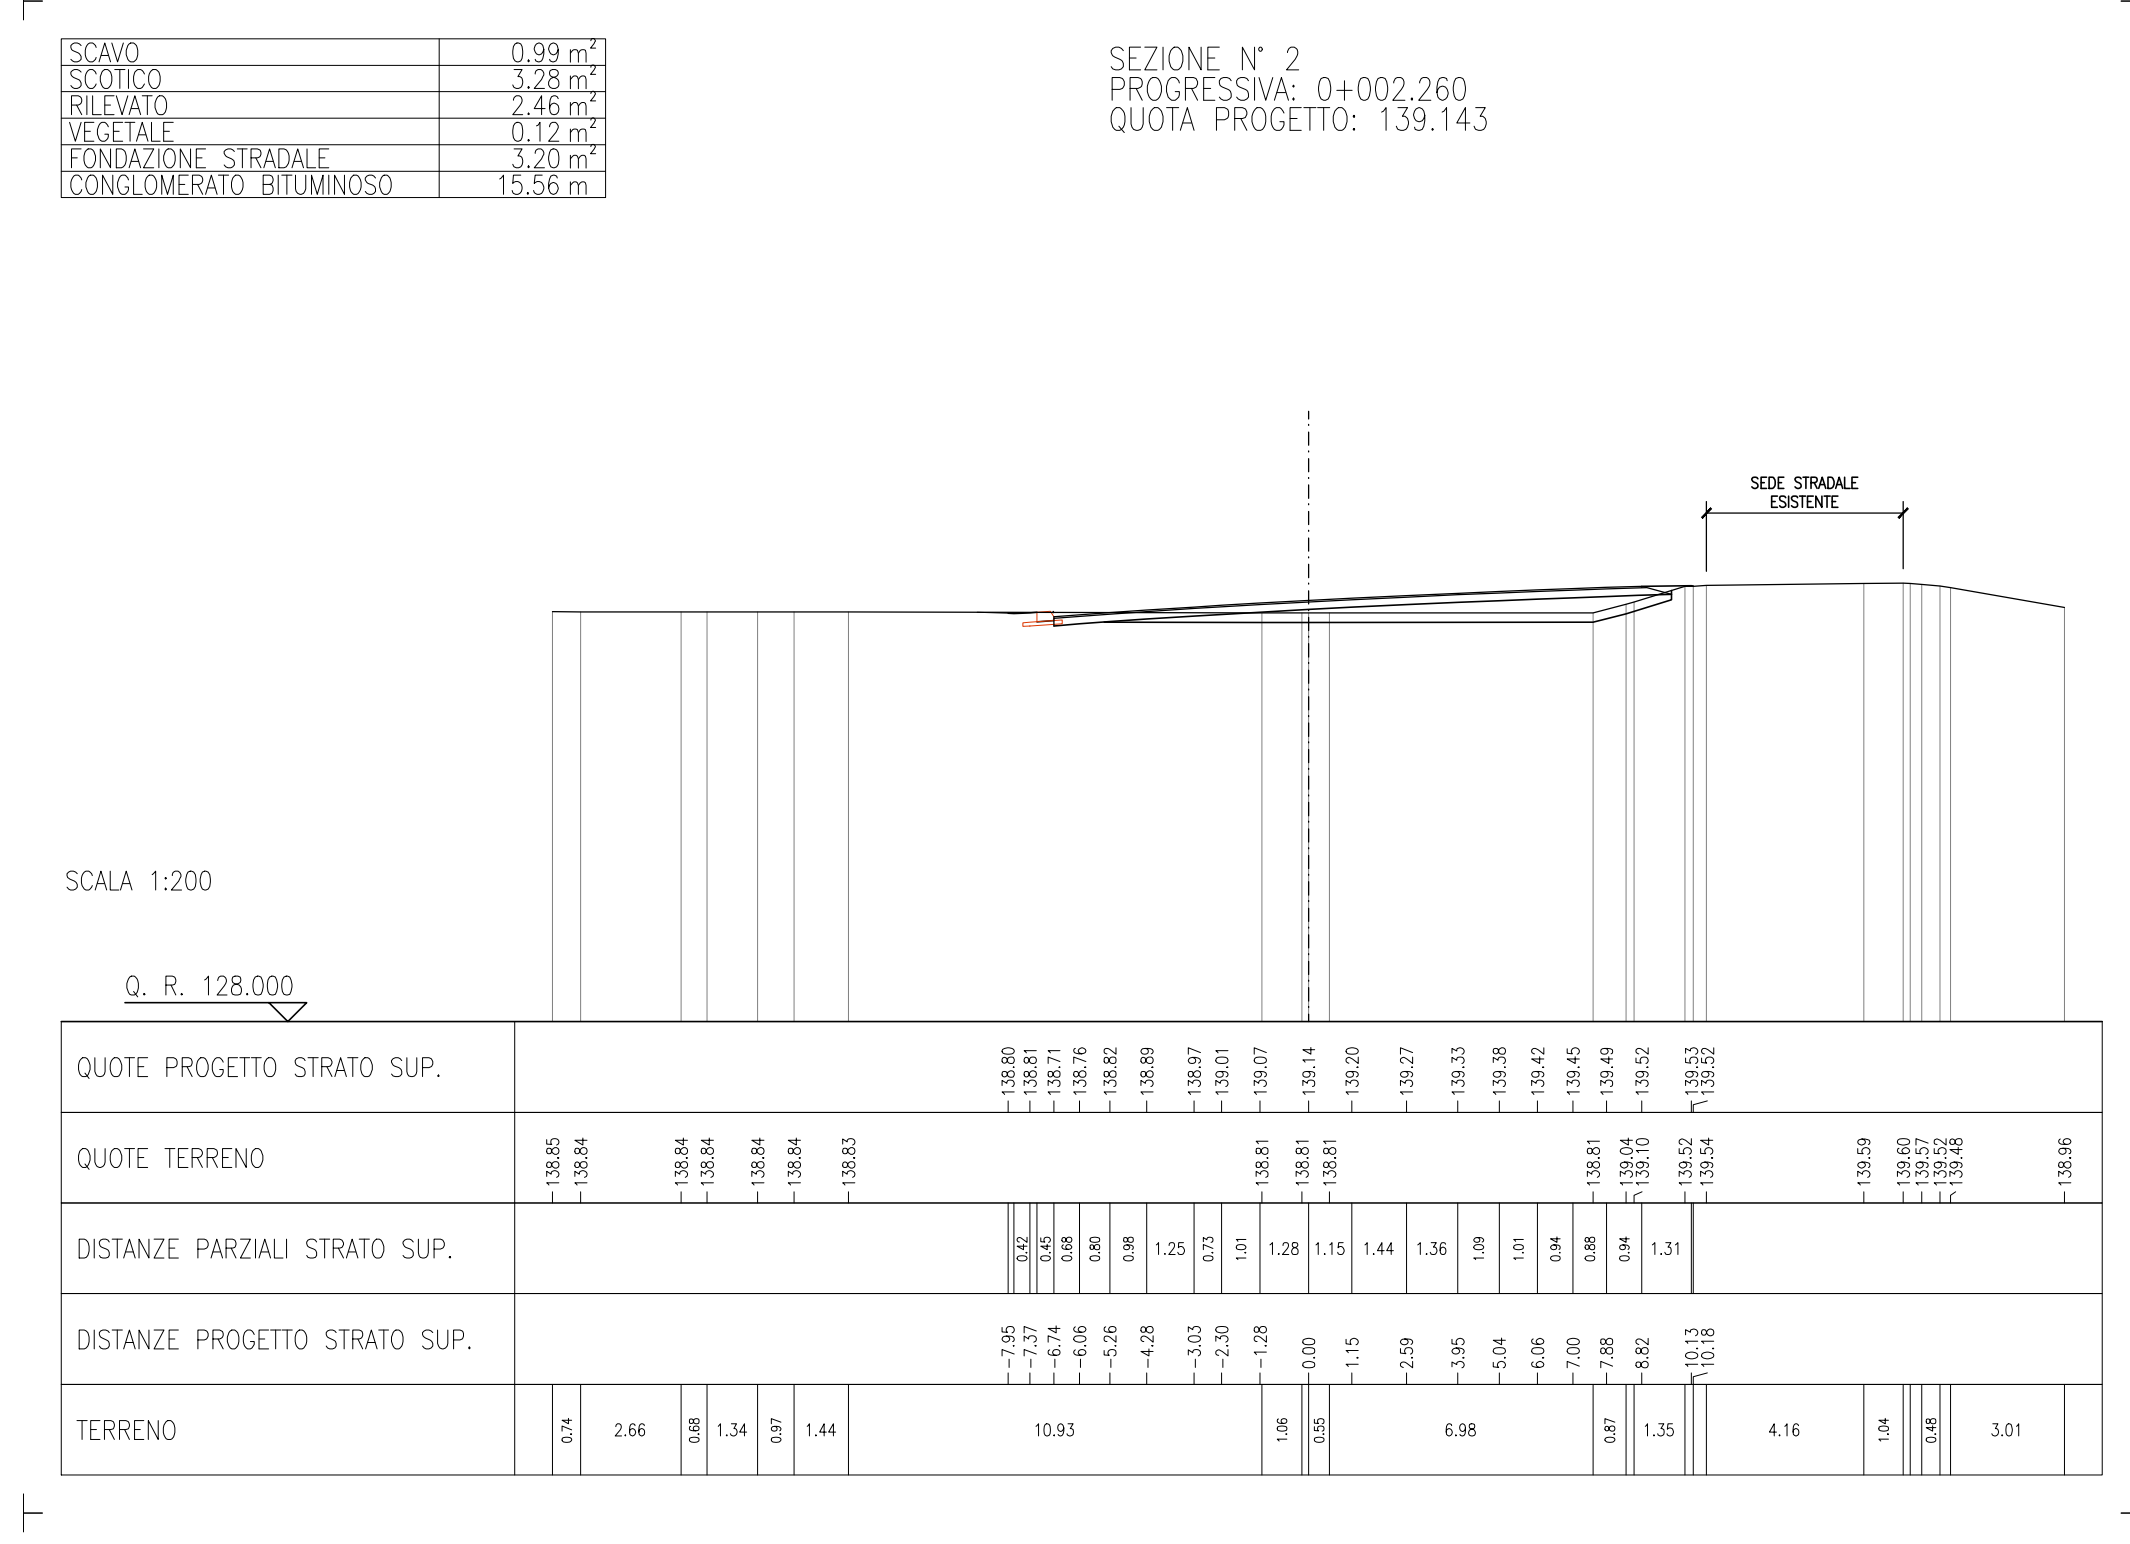 SCAVO 0.99 m²
SCOTICO 3.28 m²
RILEVATO 2.46 m²
VEGETALE 0.12 m²
FONDAZIONE STRADALE 3.20 m²
CONGLOMERATO BITUMINOSO 15.56 m
SEZIONE N° 2
PROGRESSIVA: 0+002.260
QUOTA PROGETTO: 139.143
SEDE STRADALE
ESISTENTE
SCALA 1:200
Q. R. 128.000
QUOTE PROGETTO STRATO SUP. 138.80 138.81 138.71 138.76 138.82 138.89 138.97 139.01 139.07 139.14 139.20 139.27 139.33 139.38 139.42 139.45 139.49 139.52 139.53 139.52
QUOTE TERRENO 138.85 138.84 138.84 138.84 138.84 138.84 138.83 138.81 138.81 138.81 138.81 139.04 139.10 139.52 139.54 139.59 139.60 139.57 139.52 139.48 138.96
DISTANZE PARZIALI STRATO SUP. 0.42 0.45 0.68 0.80 0.98 1.25 0.73 1.01 1.28 1.15 1.44 1.36 1.09 1.01 0.94 0.88 0.94 1.31
DISTANZE PROGETTO STRATO SUP. -7.95 -7.37 -6.74 -6.06 -5.26 -4.28 -3.03 -2.30 -1.28 0.00 1.15 2.59 3.95 5.04 6.06 7.00 7.88 8.82 10.13 10.18
TERRENO 0.74 2.66 0.68 1.34 0.97 1.44 10.93 1.06 0.55 6.98 0.87 1.35 4.16 1.04 0.48 3.01